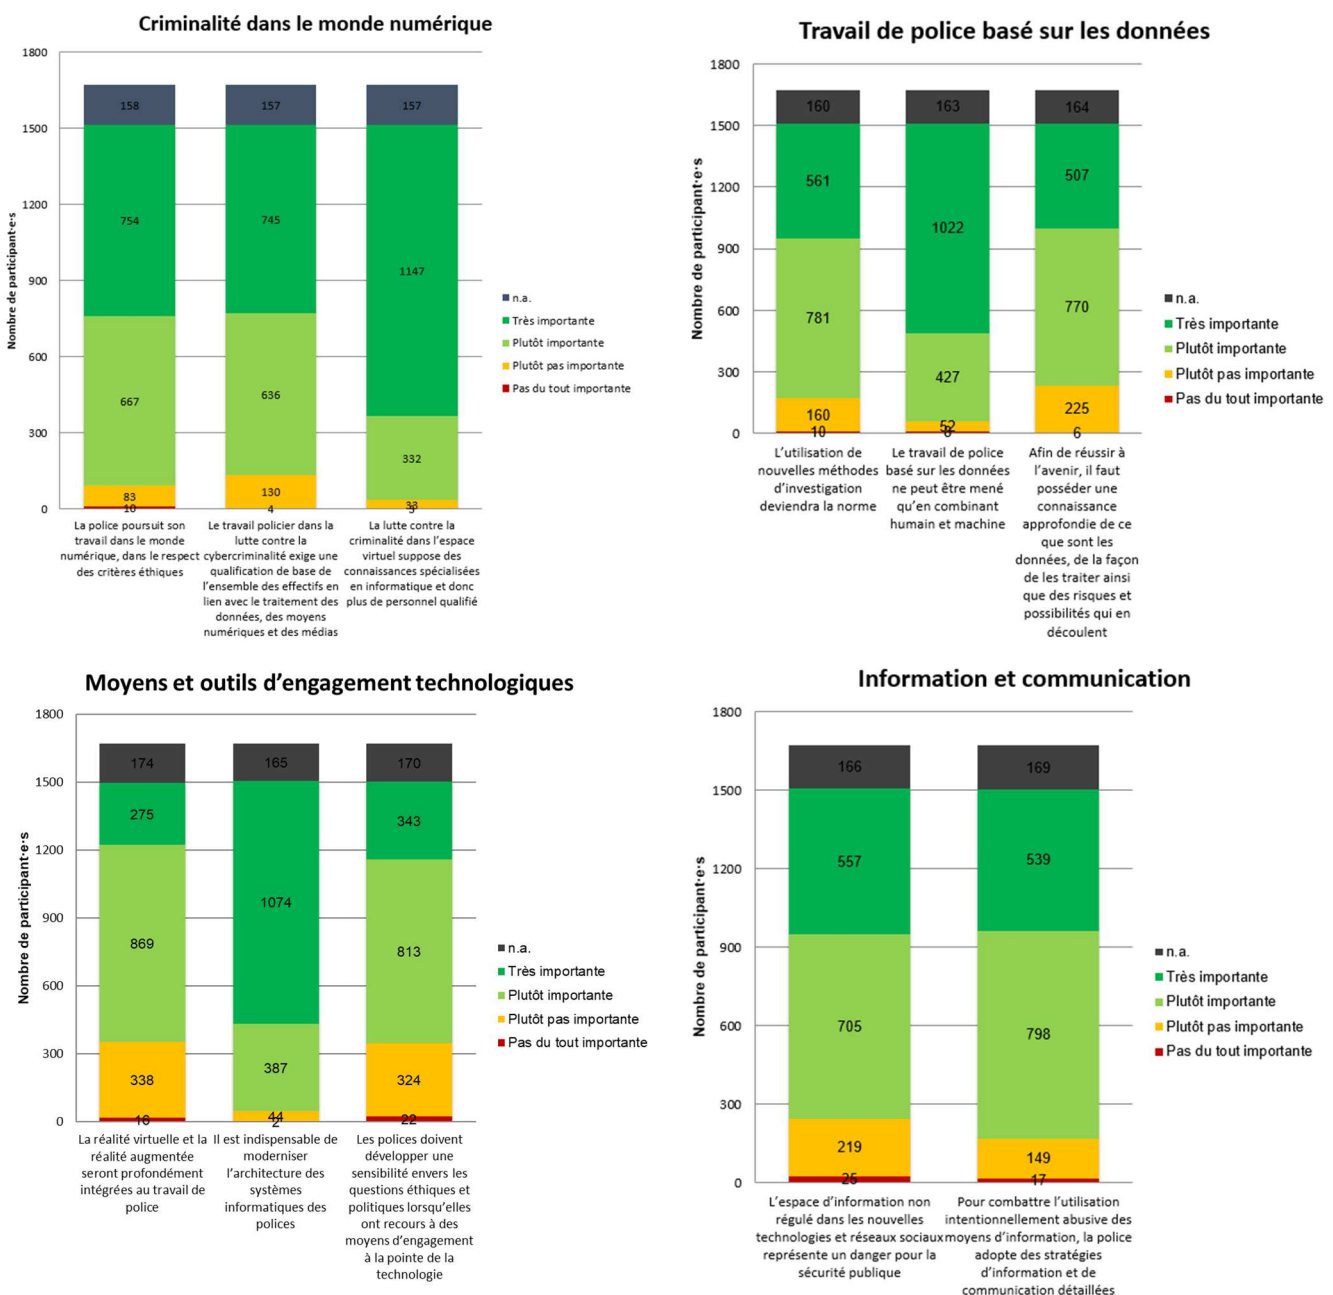 Criminalité dans le monde numérique
1800
1500
1200
900
600
300
0
Nombre de participant·e·s
158
754
667
83
10
157
745
636
130
4
157
1147
332
33
n.a.
Très importante
Plutôt importante
Plutôt pas importante
Pas du tout importante
La police poursuit son
travail dans le monde
numérique, dans le respect
des critères éthiques
Le travail policier dans la
lutte contre la
cybercriminalité exige une
qualification de base de
l’ensemble des effectifs en
lien avec le traitement des
données, des moyens
numériques et des médias
La lutte contre la
criminalité dans l’espace
virtuel suppose des
connaissances spécialisées
en informatique et donc
plus de personnel qualifié
Travail de police basé sur les données
1800
1500
1200
900
600
300
0
Nombre de participant·e·s
160
561
781
160
10
163
1022
427
52
164
507
770
225
6
n.a.
Très importante
Plutôt importante
Plutôt pas importante
Pas du tout importante
L’utilisation de
nouvelles méthodes
d’investigation
deviendra la norme
Le travail de police
basé sur les données
ne peut être mené
qu’en combinant
humain et machine
Afin de réussir à
l’avenir, il faut
posséder une
connaissance
approfondie de ce
que sont les
données, de la façon
de les traiter ainsi
que des risques et
possibilités qui en
découlent
Moyens et outils d’engagement technologiques
1800
1500
1200
900
600
300
0
Nombre de participant·e·s
174
275
869
338
16
165
1074
387
44
2
170
343
813
324
22
n.a.
Très importante
Plutôt importante
Plutôt pas importante
Pas du tout importante
La réalité virtuelle et la
réalité augmentée
seront profondément
intégrées au travail de
police
Il est indispensable de
moderniser
l’architecture des
systèmes
informatiques des
polices
Les polices doivent
développer une
sensibilité envers les
questions éthiques et
politiques lorsqu’elles
ont recours à des
moyens d’engagement
à la pointe de la
technologie
Information et communication
1800
1500
1200
900
600
300
0
Nombre de participant·e·s
166
557
705
219
25
169
539
798
149
17
n.a.
Très importante
Plutôt importante
Plutôt pas importante
Pas du tout importante
L’espace d’information non
régulé dans les nouvelles
technologies et réseaux sociaux
représente un danger pour la
sécurité publique
Pour combattre l’utilisation
intentionnellement abusive des
moyens d’information, la police
adopte des stratégies
d’information et de
communication détaillées